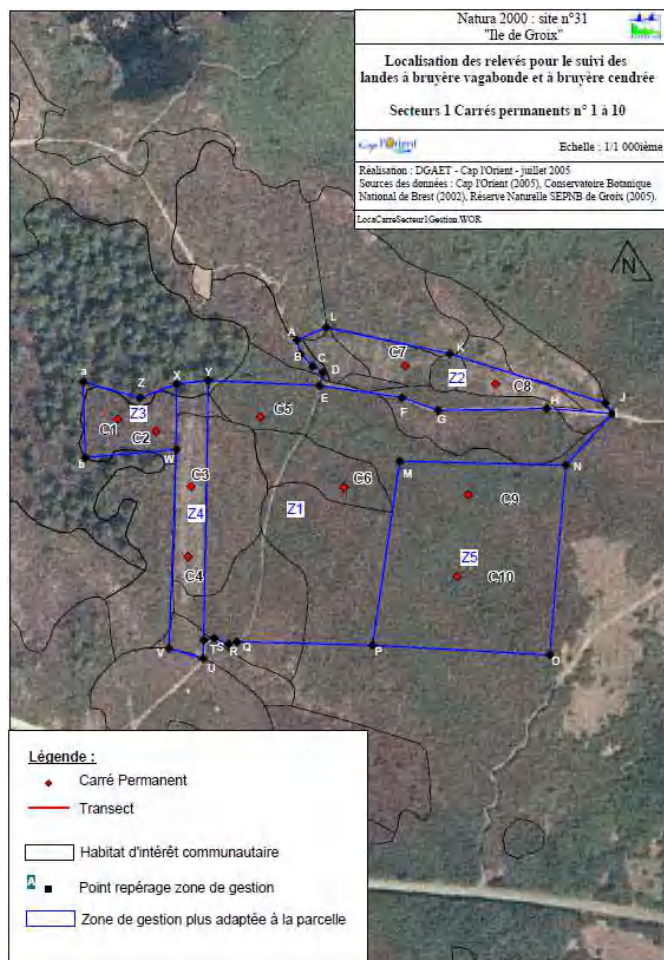 Natura 2000 : site n°31
"Ile de Groix"
Localisation des relevés pour le suivi des
landes à bruyère vagabonde et à bruyère cendrée
Secteurs 1 Carrés permanents n° 1 à 10
Cap l'Orient
Echelle : 1/1 000ième
Réalisation : DGAET - Cap l'Orient - juillet 2005
Sources des données : Cap l'Orient (2005), Conservatoire Botanique
National de Brest (2002), Réserve Naturelle SEPNB de Groix (2005).
LocaCarreSecteur1Gestion.WOR
N
L
A
B
C
D
K
C7
Z2
C8
a
Z
X
Y
E
F
G
H
J
I
Z3
C1
C2
C5
W
b
M
N
C3
C6
C9
Z4
Z1
C4
Z5
C10
V
U
T
S
R
Q
P
O
Légende :
Carré Permanent
Transect
Habitat d'intérêt communautaire
A
Point repérage zone de gestion
Zone de gestion plus adaptée à la parcelle